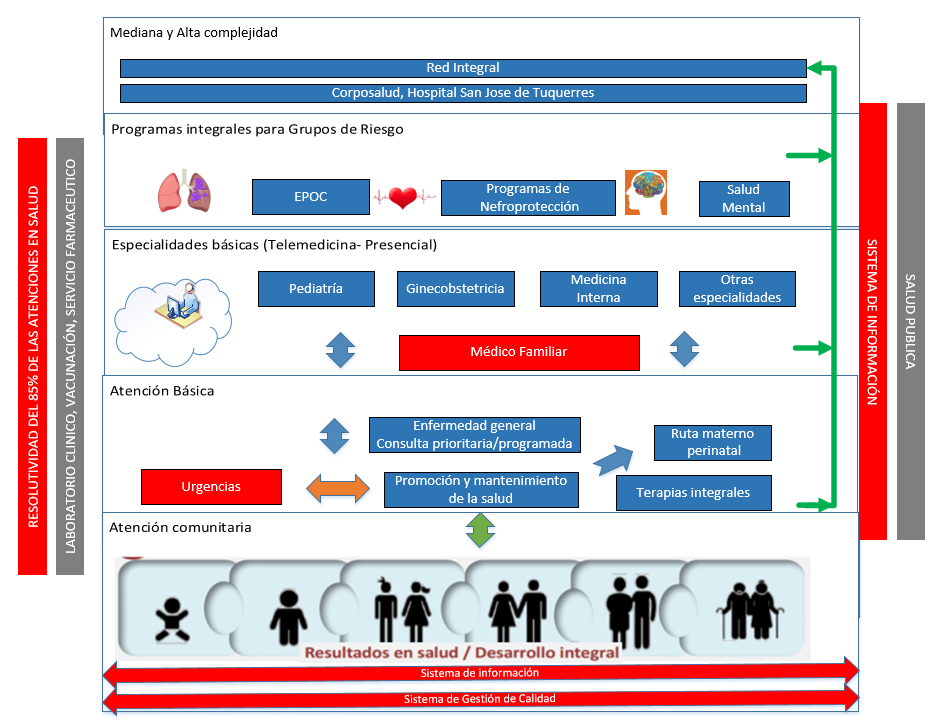 Mediana y Alta complejidad
Red Integral
Corposalud, Hospital San Jose de Tuquerres
Programas integrales para Grupos de Riesgo
EPOC
Programas de
Nefroprotección
Salud
Mental
Especialidades básicas (Telemedicina- Presencial)
Pediatría
Ginecobstetricia
Medicina
Interna
Otras
especialidades
Médico Familiar
Atención Básica
Enfermedad general
Consulta prioritaria/programada
Ruta materno
perinatal
Urgencias
Promoción y mantenimiento
de la salud
Terapias integrales
Atención comunitaria
Resultados en salud / Desarrollo integral
Sistema de información
Sistema de Gestión de Calidad
RESOLUTIVIDAD DEL 85% DE LAS ATENCIONES EN SALUD
LABORATORIO CLINICO, VACUNACIÓN, SERVICIO FARMACEUTICO
SISTEMA DE INFORMACIÓN
SALUD PUBLICA